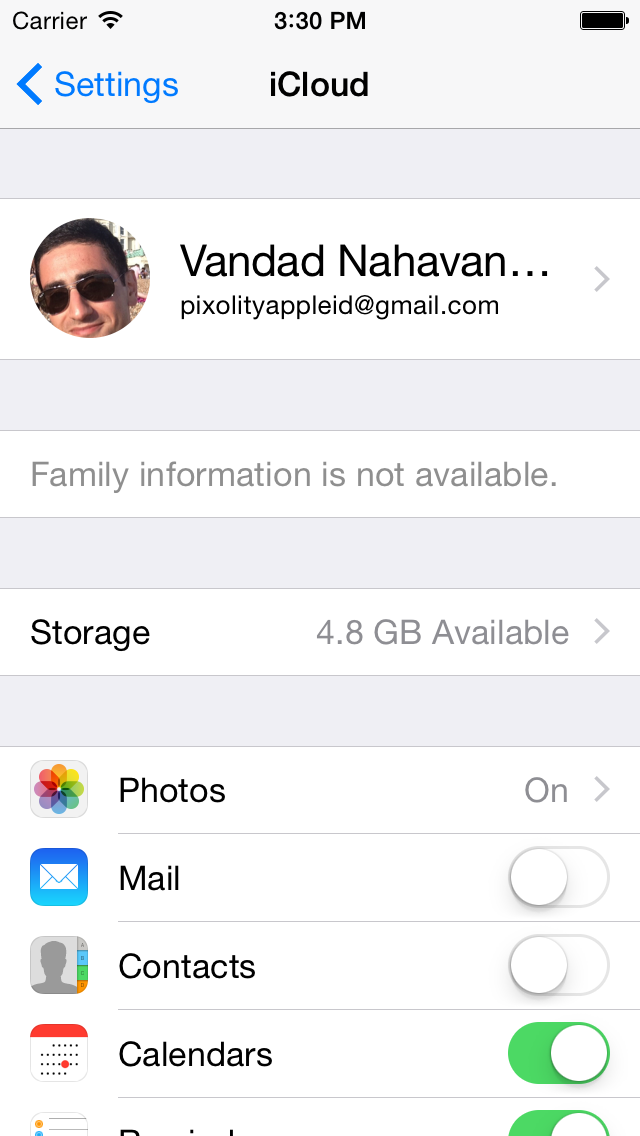 Carrier 3:30 PM
Settings iCloud
Vandad Nahavan...
pixolityappleid@gmail.com
Family information is not available.
Storage 4.8 GB Available
Photos On
Mail
Contacts
Calendars